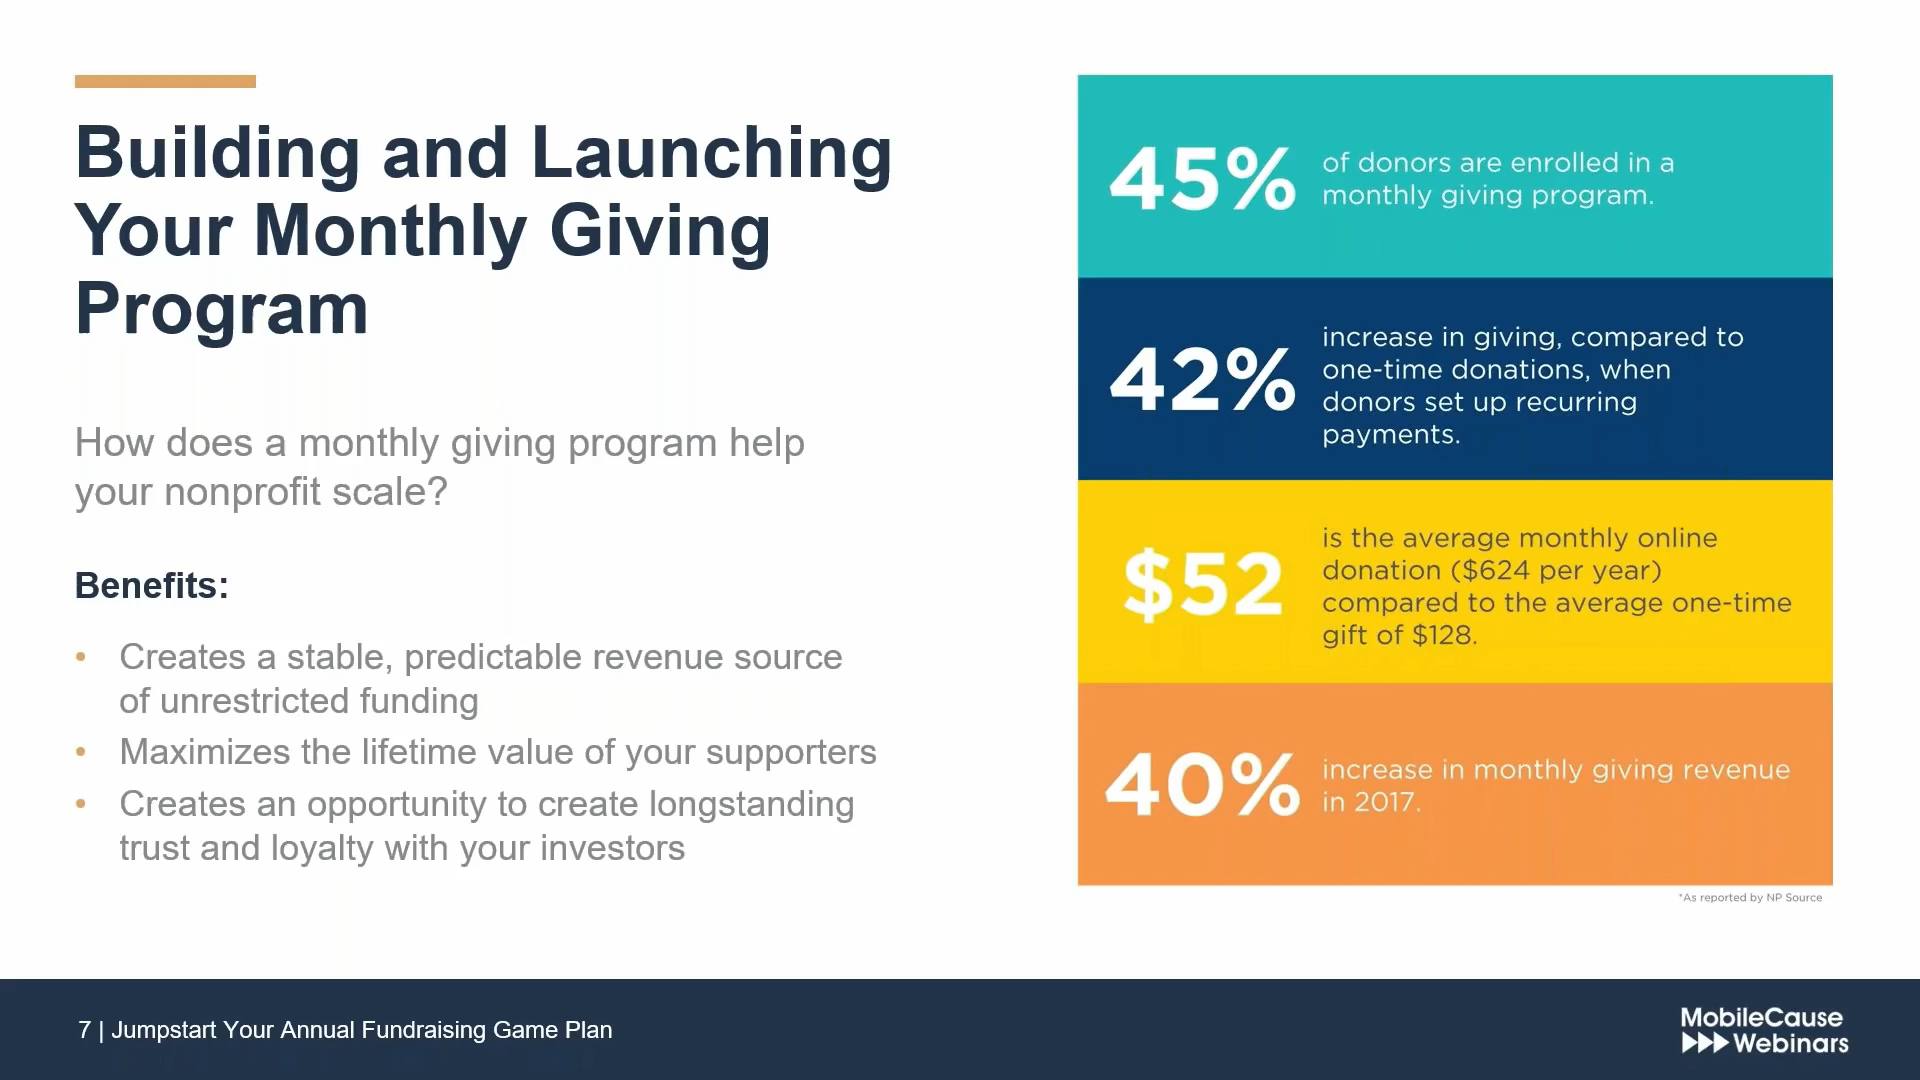 Building and Launching
Your Monthly Giving
Program
How does a monthly giving program help
your nonprofit scale?
Benefits:
• Creates a stable, predictable revenue source
of unrestricted funding
• Maximizes the lifetime value of your supporters
• Creates an opportunity to create longstanding
trust and loyalty with your investors
45%
of donors are enrolled in a
monthly giving program.
42%
increase in giving, compared to
one-time donations, when
donors set up recurring
payments.
$52
is the average monthly online
donation ($624 per year)
compared to the average one-time
gift of $128.
40%
increase in monthly giving revenue
in 2017.
*As reported by NP Source
7 | Jumpstart Your Annual Fundraising Game Plan
MobileCause
Webinars